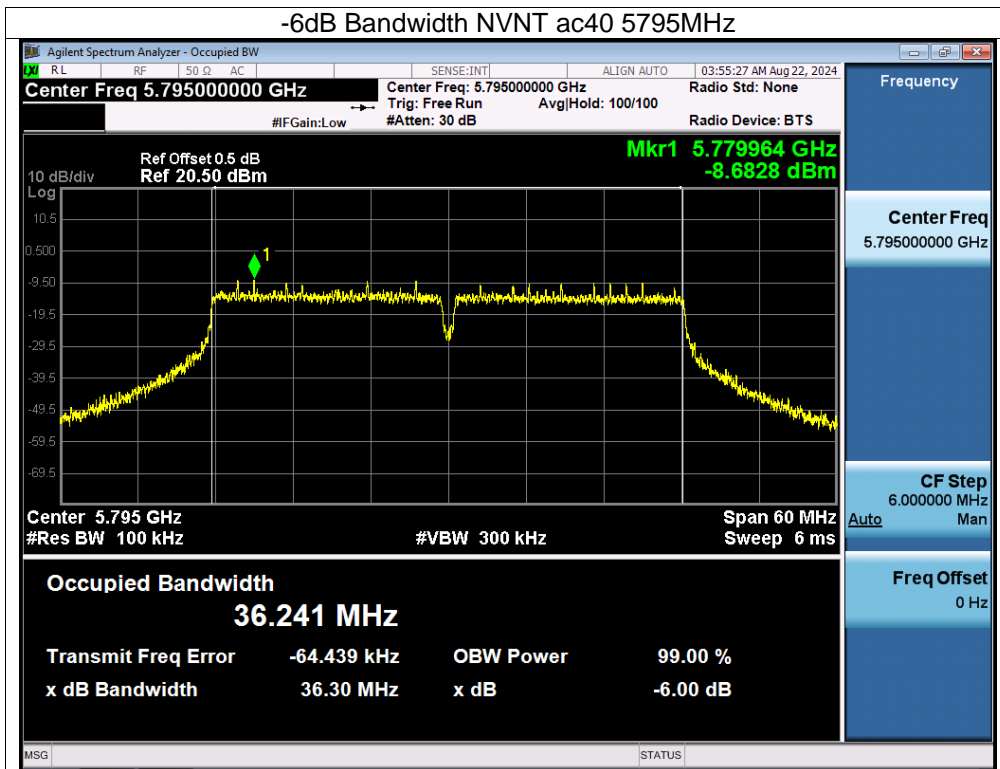 -6dB Bandwidth NVNT ac40 5795MHz
Agilent Spectrum Analyzer - Occupied BW
LXI RL RF 50 Ω AC SENSE:INT ALIGN AUTO 03:55:27 AM Aug 22, 2024
Center Freq 5.795000000 GHz
Center Freq: 5.795000000 GHz Radio Std: None
Trig: Free Run Avg|Hold: 100/100
#IFGain:Low #Atten: 30 dB Radio Device: BTS
Mkr1 5.779964 GHz
-8.6828 dBm
Ref Offset 0.5 dB
10 dB/div Ref 20.50 dBm
Log
10.5
0.500
-9.50
-19.5
-29.5
-39.5
-49.5
-59.5
-69.5
1
Center 5.795 GHz Span 60 MHz
#Res BW 100 kHz #VBW 300 kHz Sweep 6 ms
Occupied Bandwidth
36.241 MHz
Transmit Freq Error -64.439 kHz OBW Power 99.00 %
x dB Bandwidth 36.30 MHz x dB -6.00 dB
MSG STATUS
Frequency
Center Freq
5.795000000 GHz
CF Step
6.000000 MHz
Auto Man
Freq Offset
0 Hz